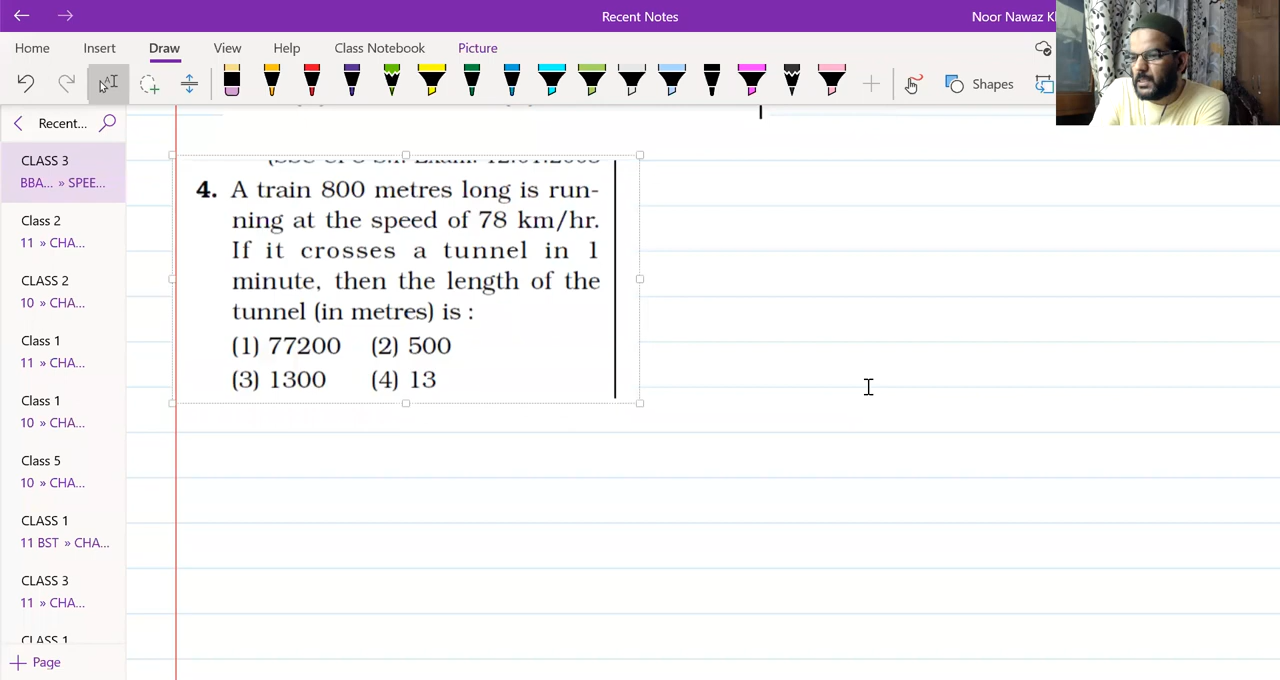 Recent Notes
Noor Nawaz
Home Insert Draw View Help Class Notebook Picture
Shapes
Recent...
CLASS 3
BBA... » SPEE...
Class 2
11 » CHA...
CLASS 2
10 » CHA...
Class 1
11 » CHA...
Class 1
10 » CHA...
Class 5
10 » CHA...
CLASS 1
11 BST » CHA...
CLASS 3
11 » CHA...
CLASS 1
Page
4. A train 800 metres long is run-
ning at the speed of 78 km/hr.
If it crosses a tunnel in 1
minute, then the length of the
tunnel (in metres) is :
(1) 77200 (2) 500
(3) 1300 (4) 13